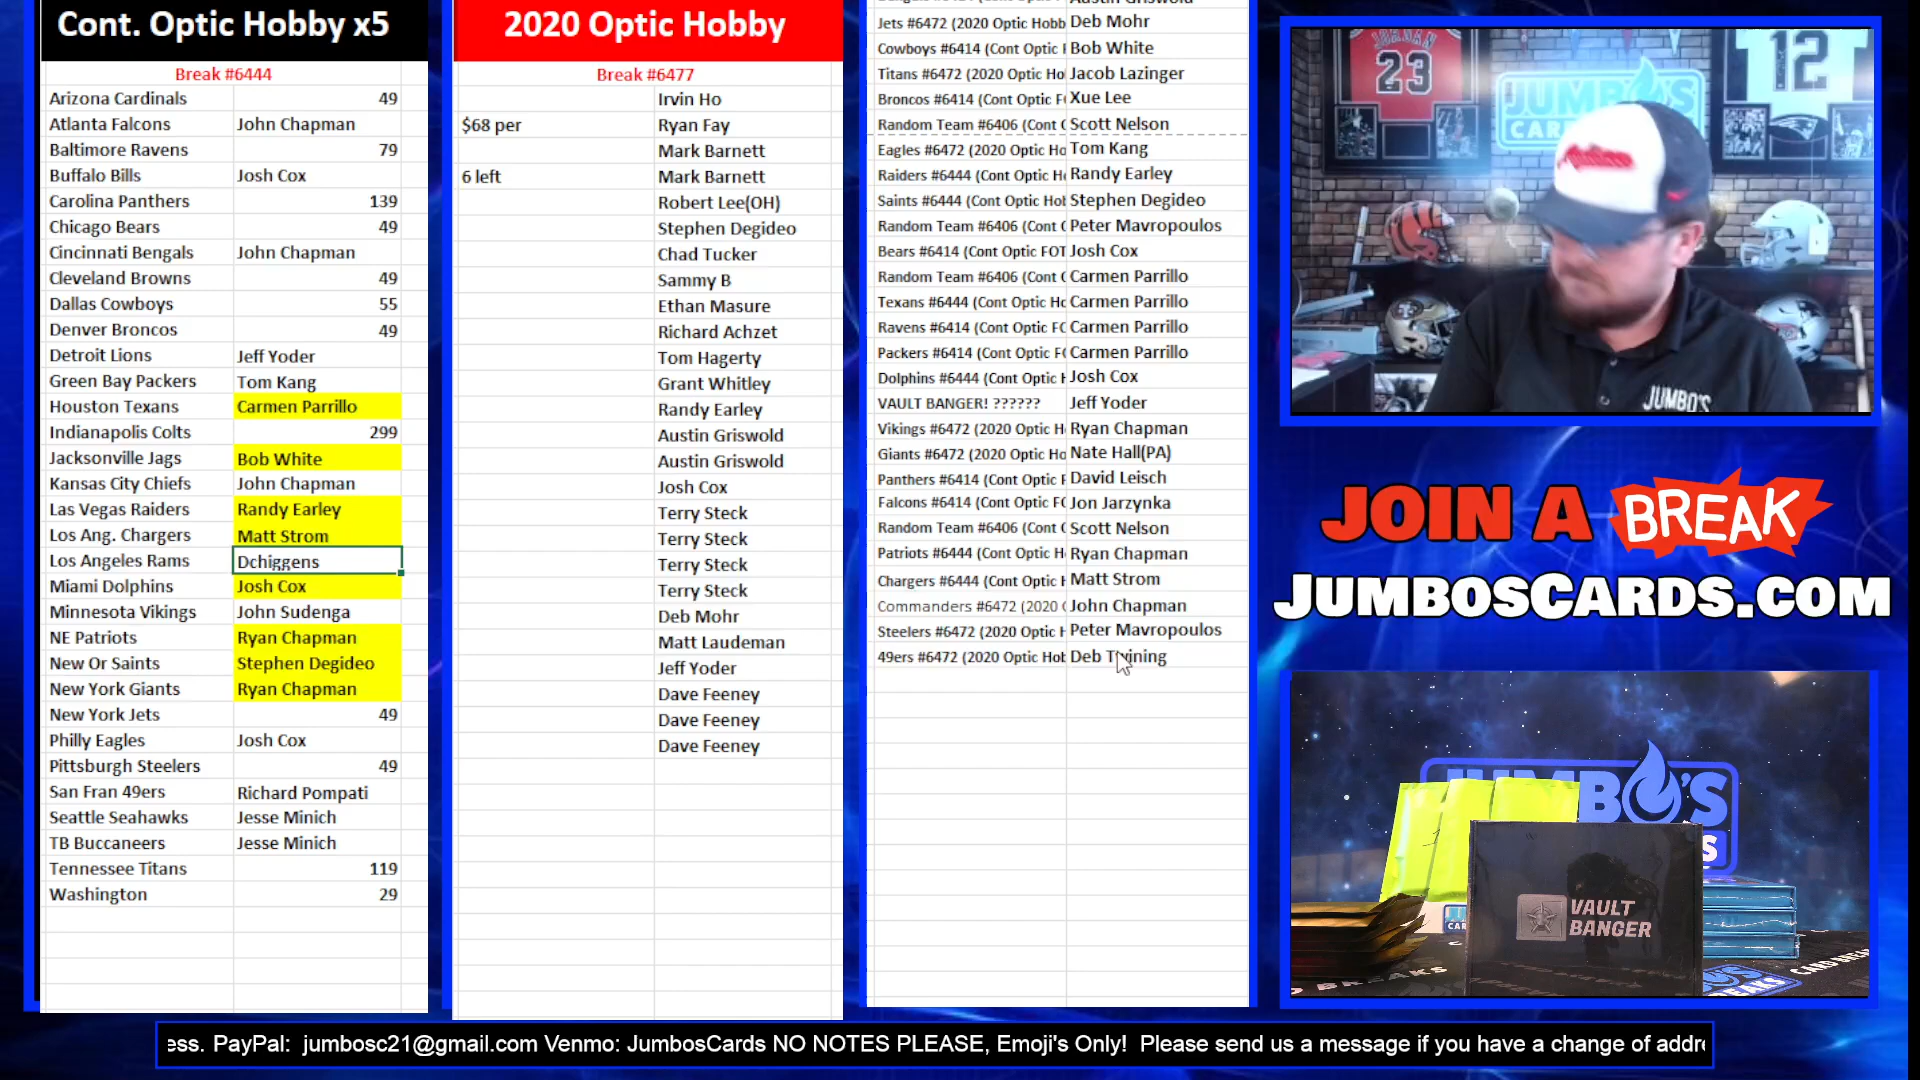 Cont. Optic Hobby x5
Break #6444
Arizona Cardinals 49
Atlanta Falcons John Chapman
Baltimore Ravens 79
Buffalo Bills Josh Cox
Carolina Panthers 139
Chicago Bears 49
Cincinnati Bengals John Chapman
Cleveland Browns 49
Dallas Cowboys 55
Denver Broncos 49
Detroit Lions Jeff Yoder
Green Bay Packers Tom Kang
Houston Texans Carmen Parrillo
Indianapolis Colts 299
Jacksonville Jags Bob White
Kansas City Chiefs John Chapman
Las Vegas Raiders Randy Earley
Los Ang. Chargers Matt Strom
Los Angeles Rams Dchiggens
Miami Dolphins Josh Cox
Minnesota Vikings John Sudenga
NE Patriots Ryan Chapman
New Or Saints Stephen Degideo
New York Giants Ryan Chapman
New York Jets 49
Philly Eagles Josh Cox
Pittsburgh Steelers 49
San Fran 49ers Richard Pompati
Seattle Seahawks Jesse Minich
TB Buccaneers Jesse Minich
Tennessee Titans 119
Washington 29
2020 Optic Hobby
Break #6477
Irvin Ho
$68 per Ryan Fay
Mark Barnett
6 left Mark Barnett
Robert Lee(OH)
Stephen Degideo
Chad Tucker
Sammy B
Ethan Masure
Richard Achzet
Tom Hagerty
Grant Whitley
Randy Earley
Austin Griswold
Austin Griswold
Josh Cox
Terry Steck
Terry Steck
Terry Steck
Terry Steck
Deb Mohr
Matt Laudeman
Jeff Yoder
Dave Feeney
Dave Feeney
Dave Feeney
Jets #6472 (2020 Optic Hobb Deb Mohr
Cowboys #6414 (Cont Optic Bob White
Titans #6472 (2020 Optic Ho Jacob Lazinger
Broncos #6414 (Cont Optic F Xue Lee
Random Team #6406 (Cont Scott Nelson
Eagles #6472 (2020 Optic Ho Tom Kang
Raiders #6444 (Cont Optic H Randy Earley
Saints #6444 (Cont Optic Hob Stephen Degideo
Random Team #6406 (Cont Peter Mavropoulos
Bears #6414 (Cont Optic FOT Josh Cox
Random Team #6406 (Cont Carmen Parrillo
Texans #6444 (Cont Optic Ho Carmen Parrillo
Ravens #6414 (Cont Optic FO Carmen Parrillo
Packers #6414 (Cont Optic F Carmen Parrillo
Dolphins #6444 (Cont Optic H Josh Cox
VAULT BANGER! ?????? Jeff Yoder
Vikings #6472 (2020 Optic H Ryan Chapman
Giants #6472 (2020 Optic Ho Nate Hall(PA)
Panthers #6414 (Cont Optic F David Leisch
Falcons #6414 (Cont Optic FO Jon Jarzynka
Random Team #6406 (Cont Scott Nelson
Patriots #6444 (Cont Optic H Ryan Chapman
Chargers #6444 (Cont Optic H Matt Strom
Commanders #6472 (2020 John Chapman
Steelers #6472 (2020 Optic H Peter Mavropoulos
49ers #6472 (2020 Optic Hob Deb
JORDAN
23
12
JUMBO'S
JUMBO'S
JOIN A BREAK
JUMBOSCARDS.COM
JUMBO'S
VAULT
BANGER
ess. PayPal: jumbosc21@gmail.com Venmo: JumbosCards NO NOTES PLEASE, Emoji's Only! Please send us a message if you have a change of addr